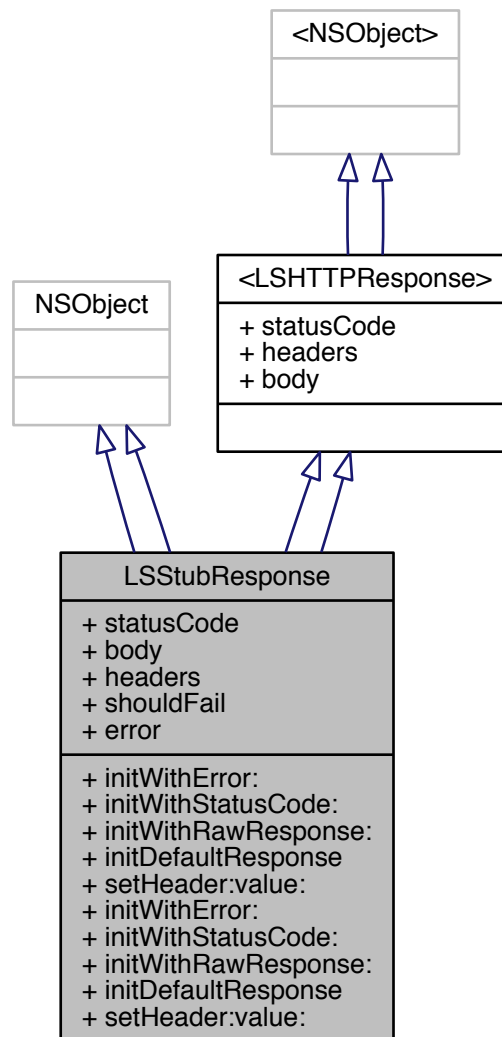 <NSObject>
<LSHTTPResponse>
+ statusCode
+ headers
+ body
NSObject
LSStubResponse
+ statusCode
+ body
+ headers
+ shouldFail
+ error
+ initWithError:
+ initWithStatusCode:
+ initWithRawResponse:
+ initDefaultResponse
+ setHeader:value:
+ initWithError:
+ initWithStatusCode:
+ initWithRawResponse:
+ initDefaultResponse
+ setHeader:value: